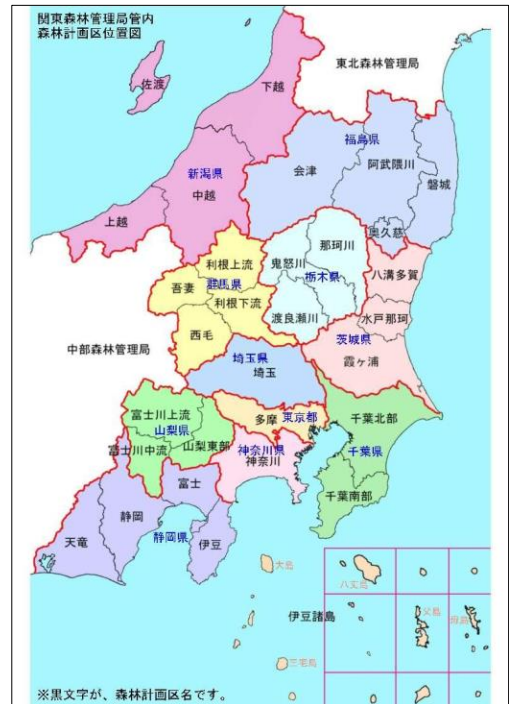 関東森林管理局管内
森林計画区位置図
東北森林管理局
佐渡
下越
福島県
会津
阿武隈川
磐城
新潟県
中越
上越
奥久慈
那珂川
利根上流
鬼怒川
八溝多賀
吾妻
群馬県
栃木県
利根下流
渡良瀬川
水戸那珂
西毛
茨城県
中部森林管理局
埼玉県
埼玉
霞ヶ浦
富士川上流
多摩
東京都
千葉北部
山梨県
山梨東部
富士川中流
神奈川県
神奈川
千葉県
富士
千葉南部
静岡
天竜
静岡県
伊豆
大島
八丈島
伊豆諸島
父島
母島
三宅島
※黒文字が、森林計画区名です。